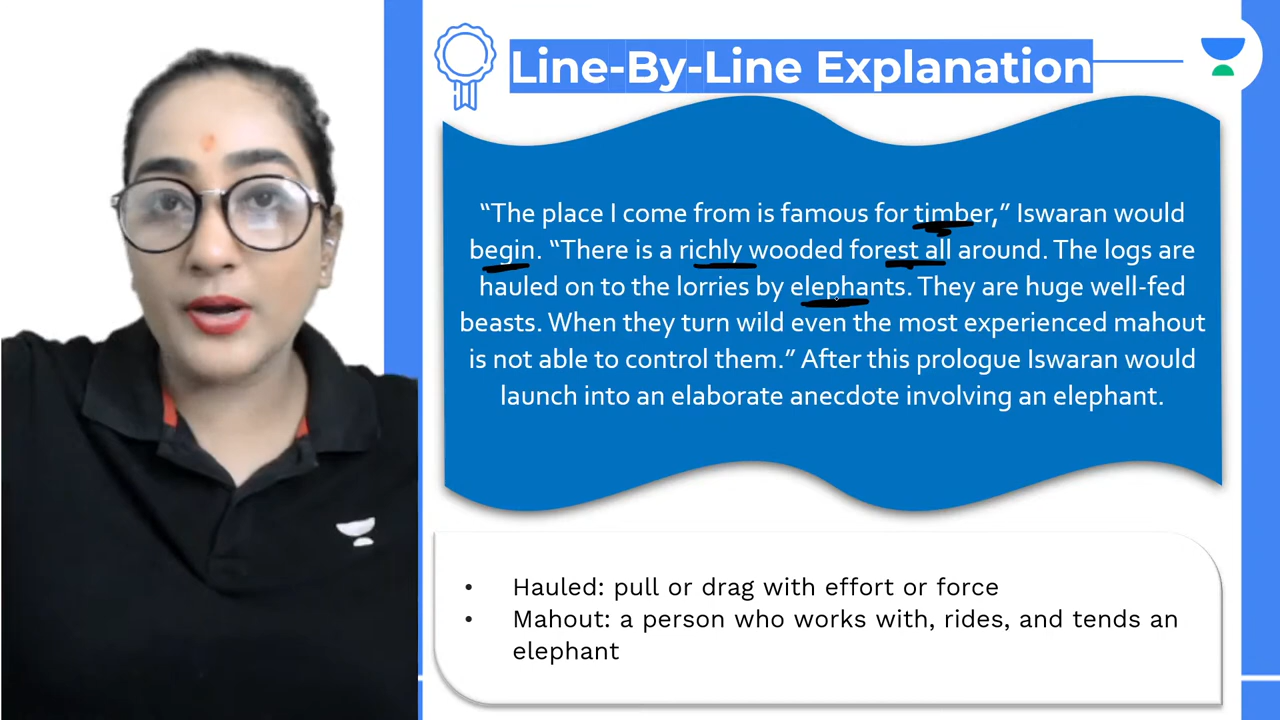 Line-By-Line Explanation
“The place I come from is famous for timber,” Iswaran would
begin. “There is a richly wooded forest all around. The logs are
hauled on to the lorries by elephants. They are huge well-fed
beasts. When they turn wild even the most experienced mahout
is not able to control them.” After this prologue Iswaran would
launch into an elaborate anecdote involving an elephant.
• Hauled: pull or drag with effort or force
• Mahout: a person who works with, rides, and tends an
elephant